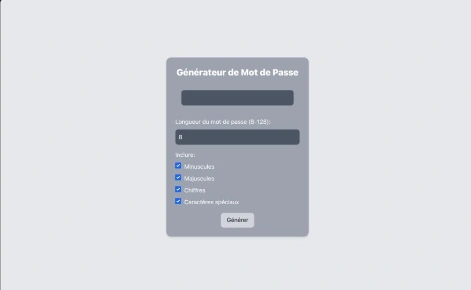 Générateur de Mot de Passe
Longueur du mot de passe (8-128):
8
Inclure:
Minuscules
Majuscules
Chiffres
Caractères spéciaux
Générer